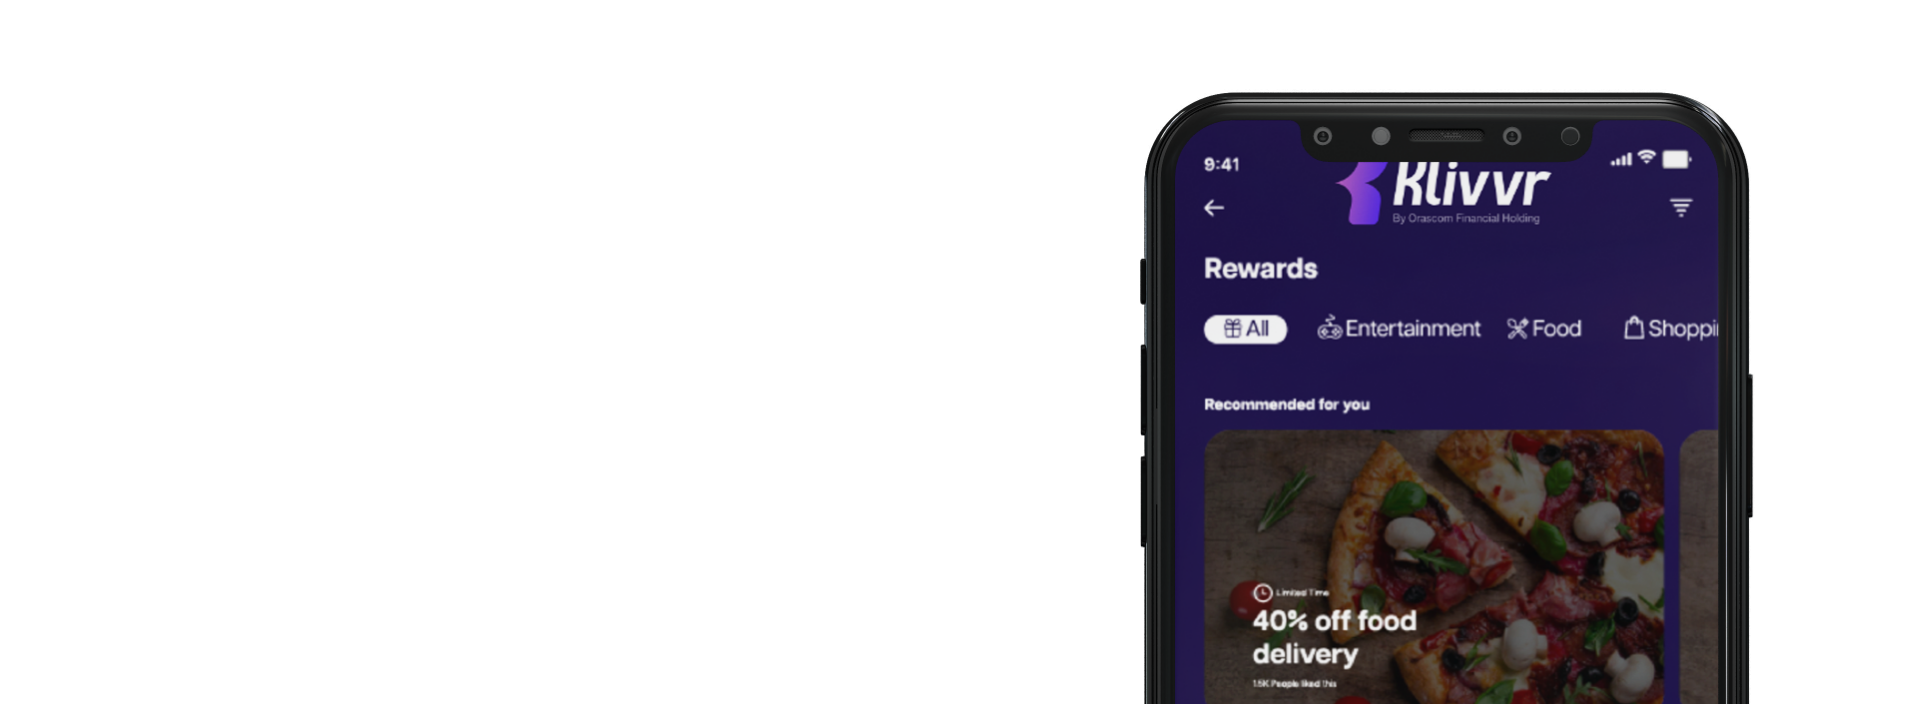 9:41
Klivvr
By Orascom Financial Holding
Rewards
All Entertainment Food Shoppi
Recommended for you
Limited Time
40% off food
delivery
1.5K People liked this